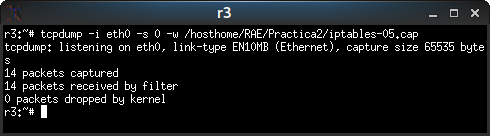 r3
r3:~# tcpdump -i eth0 -s 0 -w /hosthome/RAE/Practica2/iptables-05.cap
tcpdump: listening on eth0, link-type EN10MB (Ethernet), capture size 65535 byte
s
14 packets captured
14 packets received by filter
0 packets dropped by kernel
r3:~#